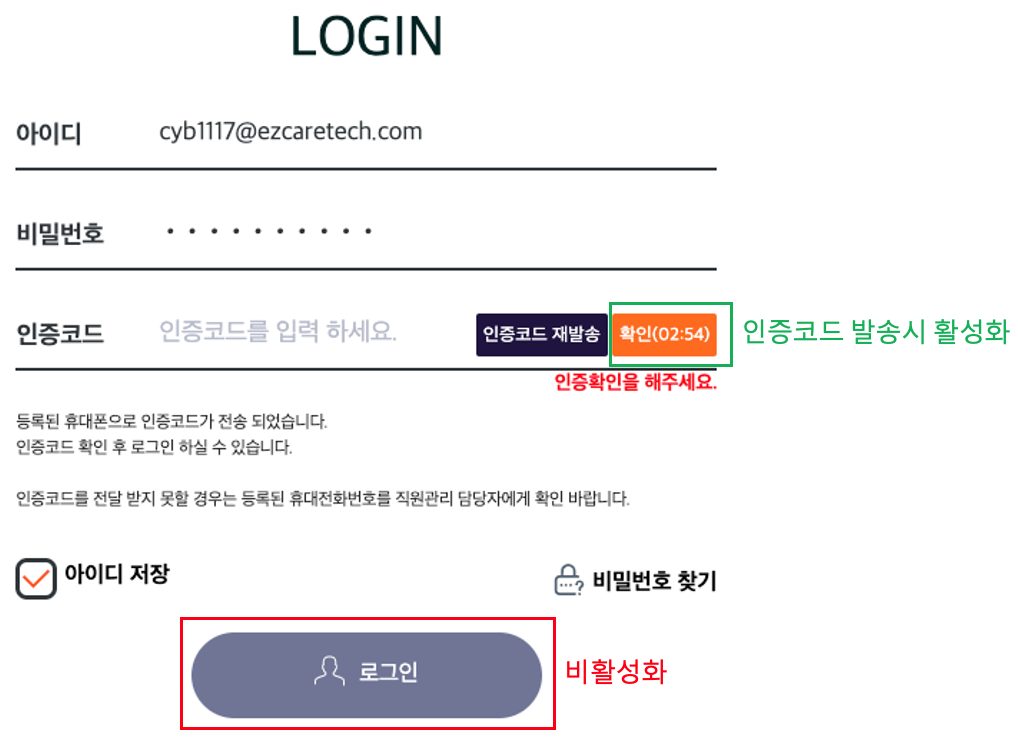 LOGIN
아이디 cyb1117@ezcaretech.com
비밀번호 ••••••••••
인증코드 인증코드를 입력 하세요. 인증코드 재발송 확인(02:54) 인증코드 발송시 활성화
인증확인을 해주세요.
등록된 휴대폰으로 인증코드가 전송 되었습니다.
인증코드 확인 후 로그인 하실 수 있습니다.
인증코드를 전달 받지 못할 경우는 등록된 휴대전화번호를 직원관리 담당자에게 확인 바랍니다.
아이디 저장 비밀번호 찾기
로그인 비활성화